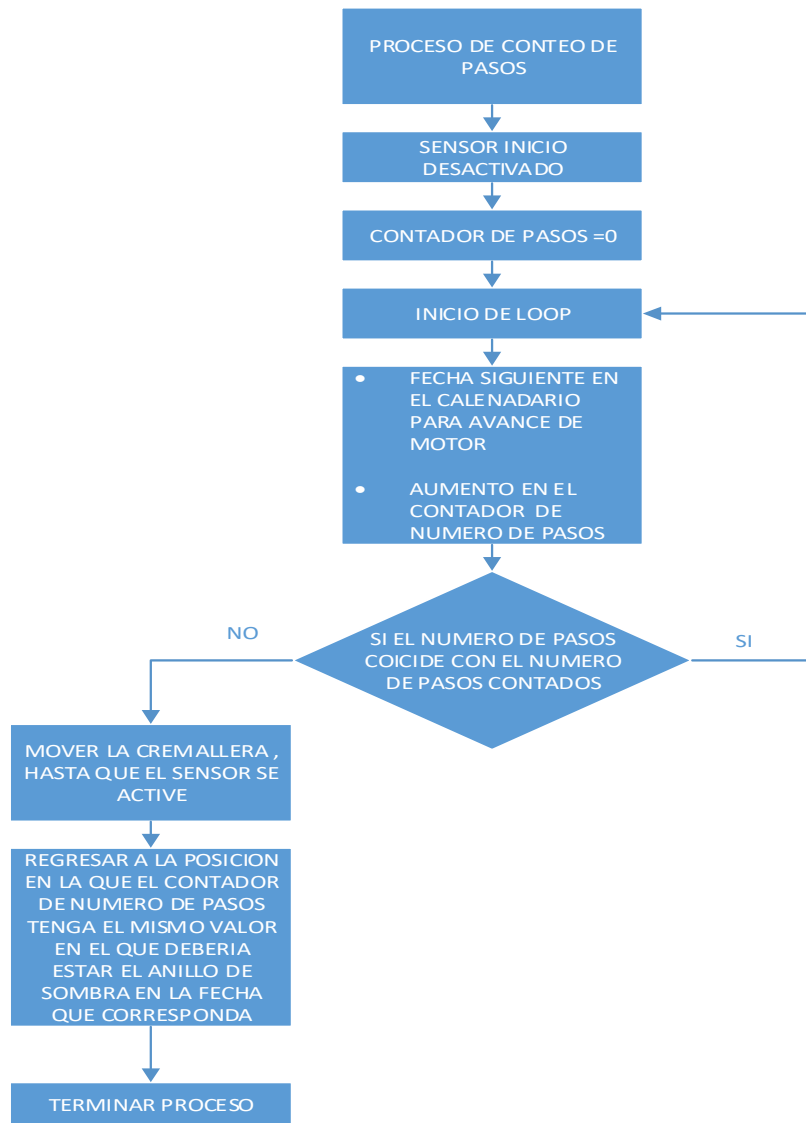 PROCESO DE CONTEO DE
PASOS
SENSOR INICIO
DESACTIVADO
CONTADOR DE PASOS =0
INICIO DE LOOP
• FECHA SIGUIENTE EN
EL CALENADARIO
PARA AVANCE DE
MOTOR
• AUMENTO EN EL
CONTADOR DE
NUMERO DE PASOS
SI EL NUMERO DE PASOS
COICIDE CON EL NUMERO
DE PASOS CONTADOS
NO
SI
MOVER LA CREMALLERA ,
HASTA QUE EL SENSOR SE
ACTIVE
REGRESAR A LA POSICION
EN LA QUE EL CONTADOR
DE NUMERO DE PASOS
TENGA EL MISMO VALOR
EN EL QUE DEBERIA
ESTAR EL ANILLO DE
SOMBRA EN LA FECHA
QUE CORRESPONDA
TERMINAR PROCESO